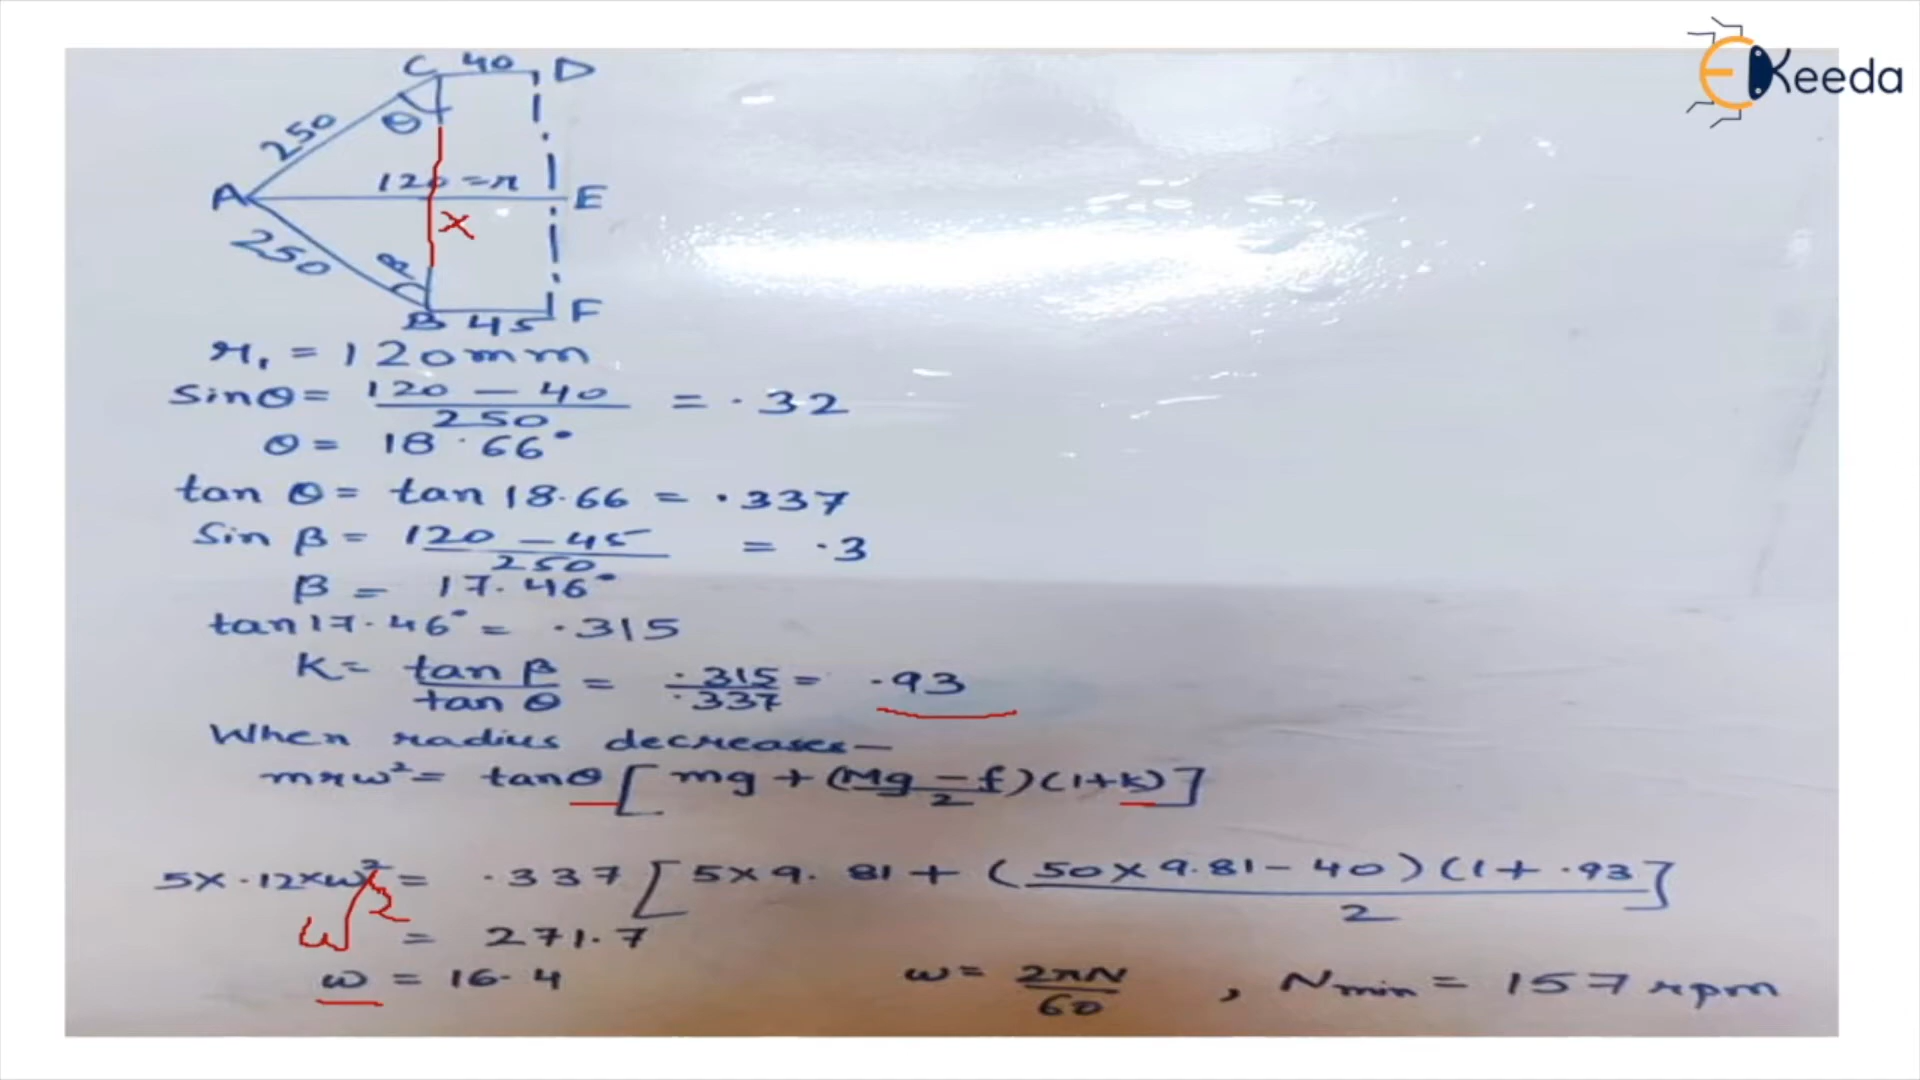 EKeeda
C 40 D
250
θ
A 120 = r E
x
250
β
B 45 F
r₁ = 120mm
sinθ = (120 - 40)/250 = .32
θ = 18.66°
tan θ = tan 18.66 = .337
Sin β = (120 - 45)/250 = .3
β = 17.46°
tan 17.46° = .315
K = tan β/tan θ = .315/.337 = .93
When radius decreases—
mrω² = tanθ [ mg + (Mg - f)/2 (1+k) ]
5 x .12 x ω² = .337 [ 5 x 9.81 + (50 x 9.81 - 40)(1 + .93/2 ]
ω² = 271.7
ω = 16.4 ω = 2πN/60 , Nmin = 157 rpm